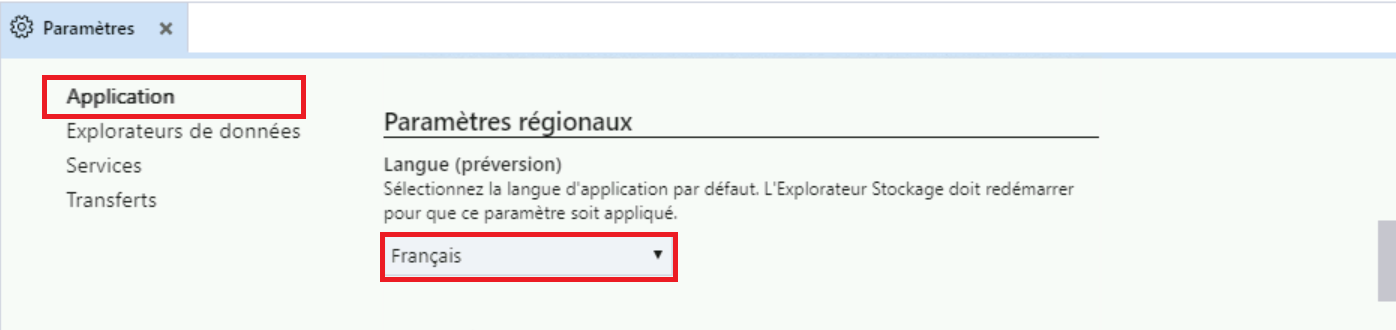 Paramètres
Application
Explorateurs de données
Services
Transferts
Paramètres régionaux
Langue (préversion)
Sélectionnez la langue d'application par défaut. L'Explorateur Stockage doit redémarrer
pour que ce paramètre soit appliqué.
Français